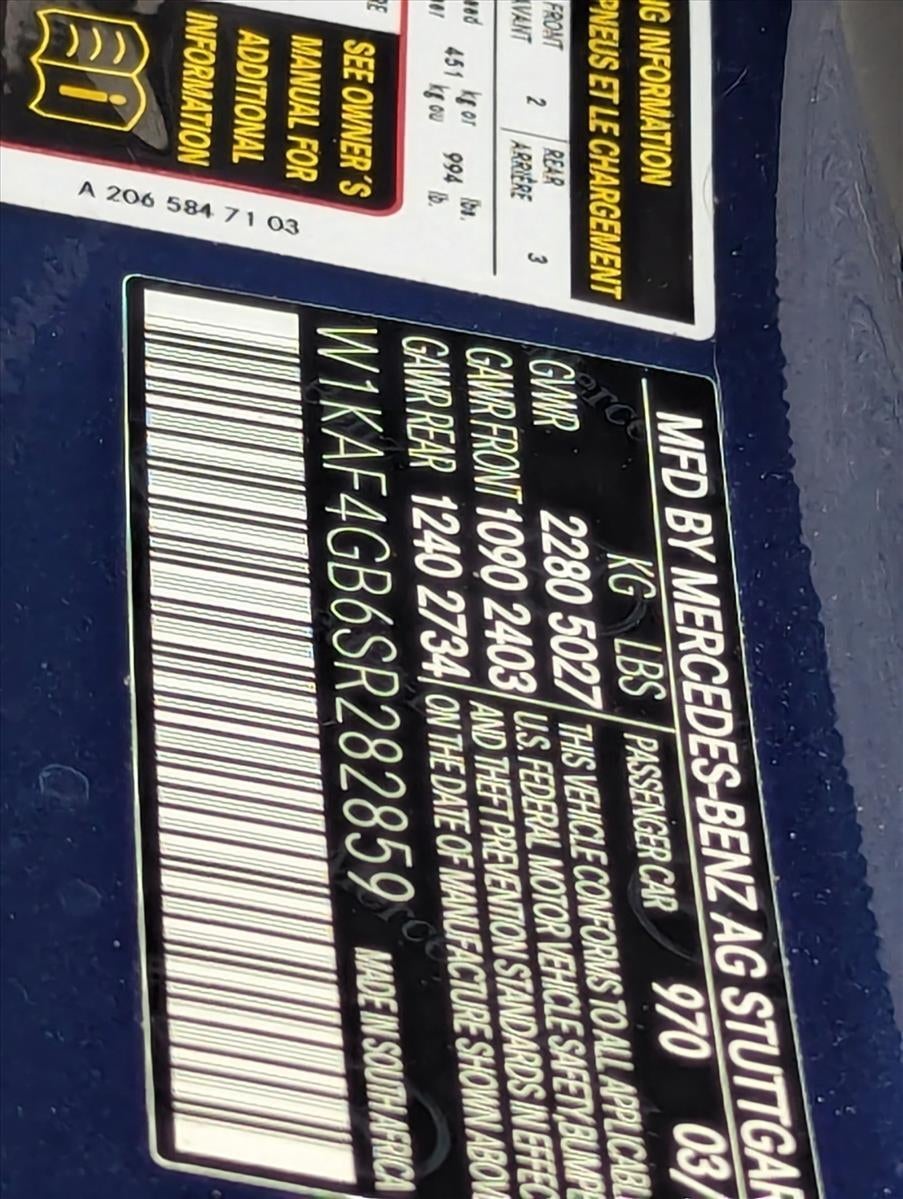 NG INFORMATION
PNEUS ET LE CHARGEMENT
FRONT 2 REAR 3
AVANT ARRIÈRE
451 kg or 994 lbs.
kg ou lb.
SEE OWNER'S
MANUAL FOR
ADDITIONAL
INFORMATION
A 206 584 71 03
MFD BY MERCEDES-BENZ AG STUTTGAR
KG LBS PASSENGER CAR 970 03/
GVWR 2280 5027 THIS VEHICLE CONFORMS TO ALL APPLICABL
GAWR FRONT 1090 2403 U.S. FEDERAL MOTOR VEHICLE SAFETY, BUMPE
AND THEFT PREVENTION STANDARDS IN EFFEC
GAWR REAR 1240 2734 ON THE DATE OF MANUFACTURE SHOWN ABOV
W1KAF4GB6SR282859 MADE IN SOUTH AFRICA